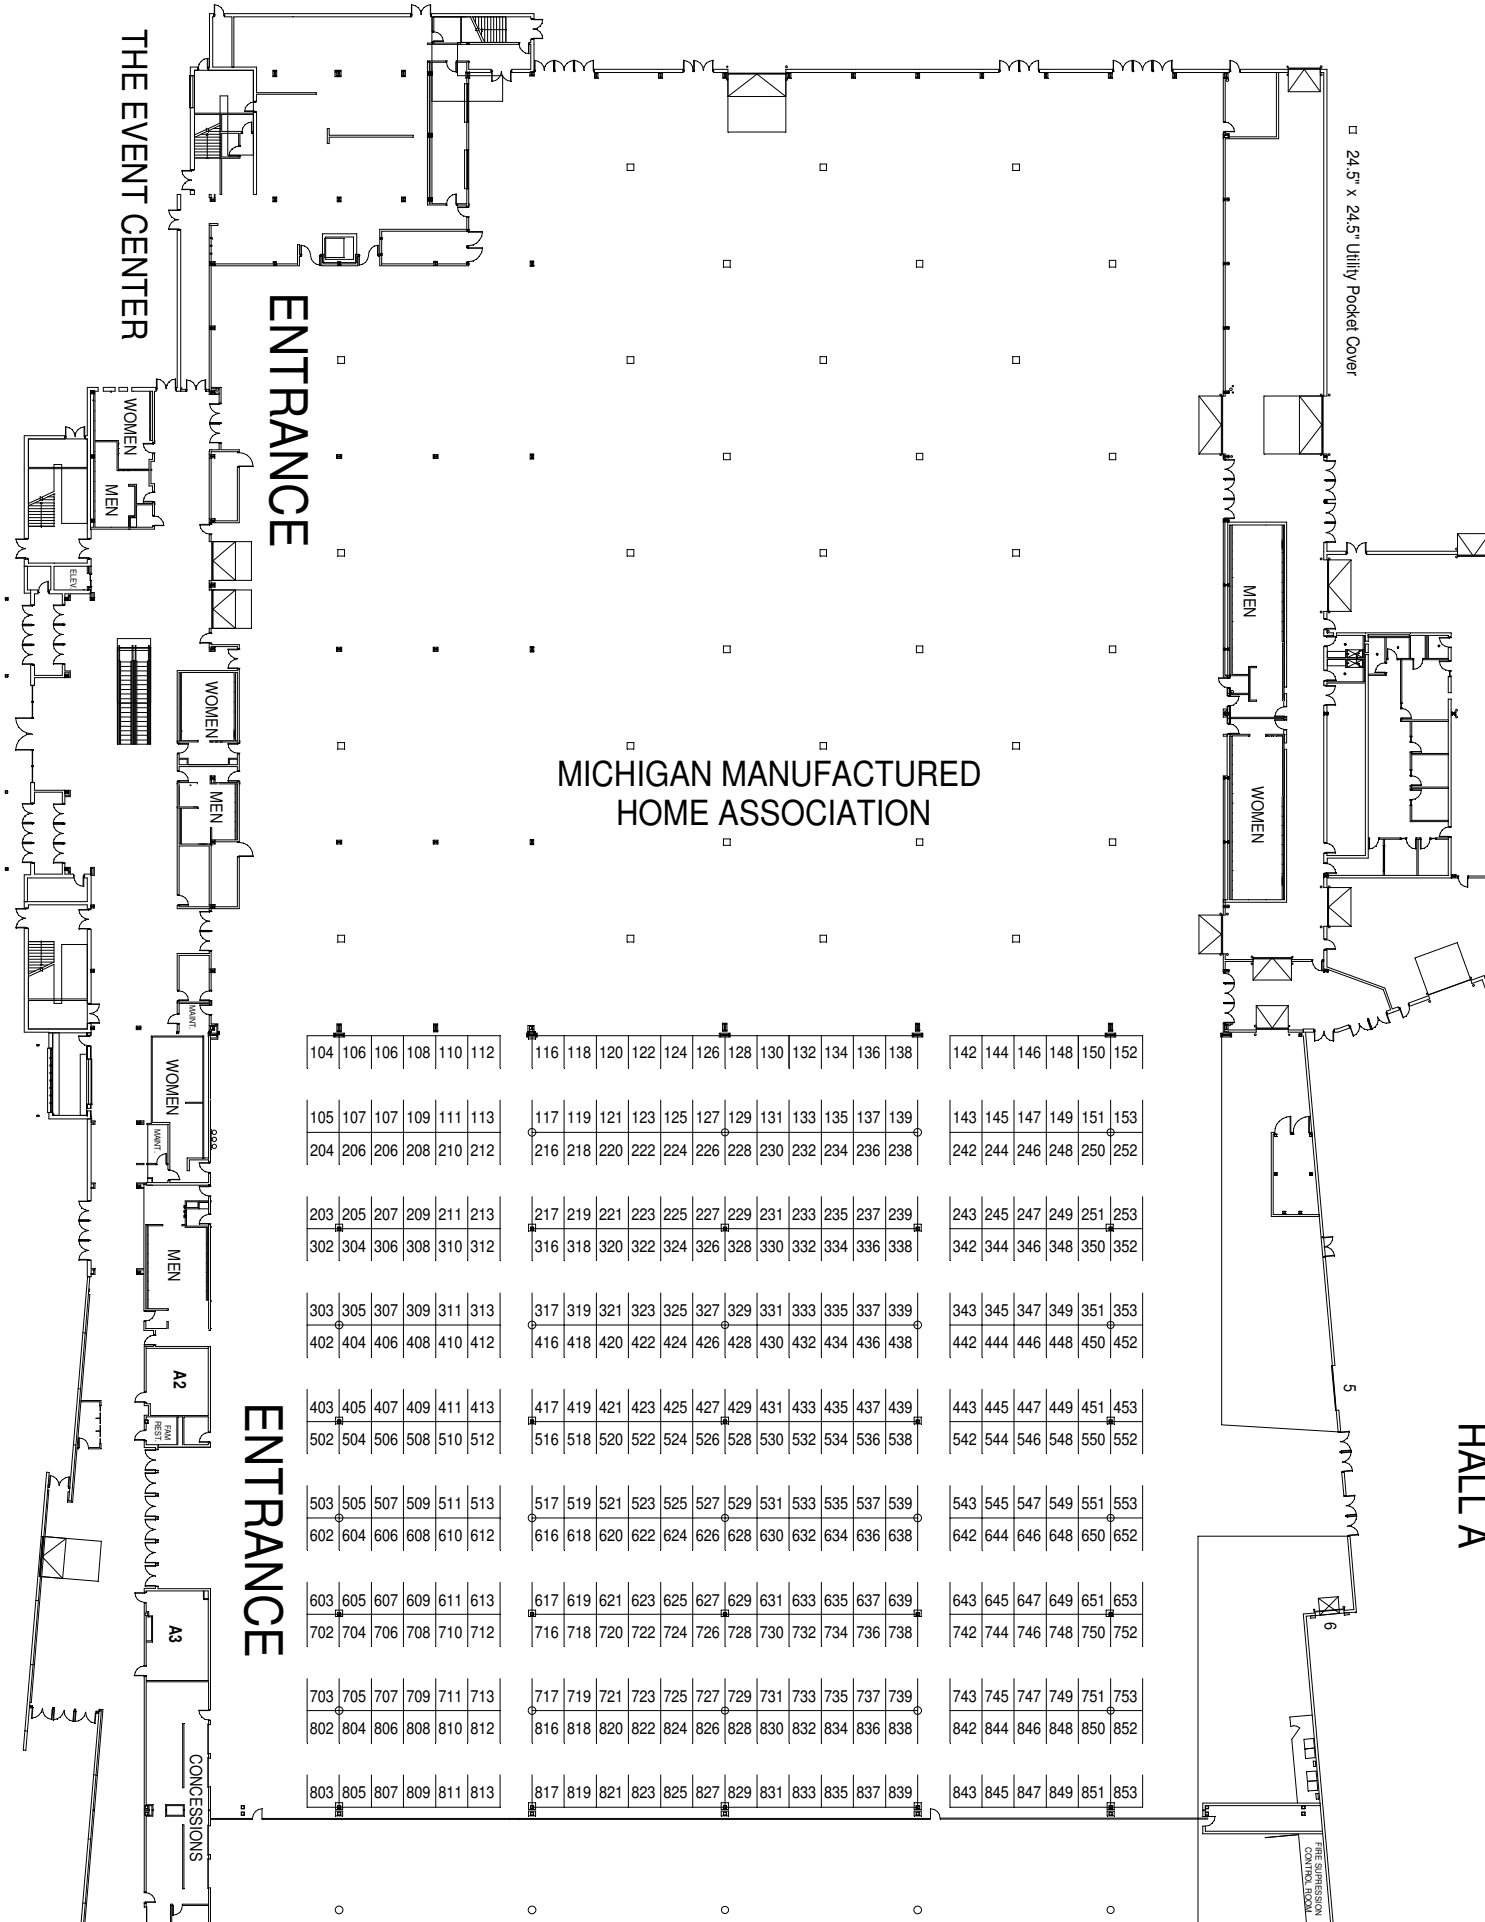 THE EVENT CENTER
24.5" x 24.5" Utility Pocket Cover
ENTRANCE
WOMEN
MEN
ELEV.
MEN
WOMEN
MEN
WOMEN
MICHIGAN MANUFACTURED
HOME ASSOCIATION
MAINT.
104 106 106 108 110 112 116 118 120 122 124 126 128 130 132 134 136 138 142 144 146 148 150 152
WOMEN
105 107 107 109 111 113 117 119 121 123 125 127 129 131 133 135 137 139 143 145 147 149 151 153
MAINT.
204 206 206 208 210 212 216 218 220 222 224 226 228 230 232 234 236 238 242 244 246 248 250 252
203 205 207 209 211 213 217 219 221 223 225 227 229 231 233 235 237 239 243 245 247 249 251 253
MEN
302 304 306 308 310 312 316 318 320 322 324 326 328 330 332 334 336 338 342 344 346 348 350 352
303 305 307 309 311 313 317 319 321 323 325 327 329 331 333 335 337 339 343 345 347 349 351 353
402 404 406 408 410 412 416 418 420 422 424 426 428 430 432 434 436 438 442 444 446 448 450 452
A2
5
403 405 407 409 411 413 417 419 421 423 425 427 429 431 433 435 437 439 443 445 447 449 451 453
FAM
REST.
502 504 506 508 510 512 516 518 520 522 524 526 528 530 532 534 536 538 542 544 546 548 550 552
HALL A
503 505 507 509 511 513 517 519 521 523 525 527 529 531 533 535 537 539 543 545 547 549 551 553
ENTRANCE
602 604 606 608 610 612 616 618 620 622 624 626 628 630 632 634 636 638 642 644 646 648 650 652
603 605 607 609 611 613 617 619 621 623 625 627 629 631 633 635 637 639 643 645 647 649 651 653
6
A3
702 704 706 708 710 712 716 718 720 722 724 726 728 730 732 734 736 738 742 744 746 748 750 752
703 705 707 709 711 713 717 719 721 723 725 727 729 731 733 735 737 739 743 745 747 749 751 753
802 804 806 808 810 812 816 818 820 822 824 826 828 830 832 834 836 838 842 844 846 848 850 852
803 805 807 809 811 813 817 819 821 823 825 827 829 831 833 835 837 839 843 845 847 849 851 853
CONCESSIONS
FIRE SUPRESSION
CONTROL ROOM